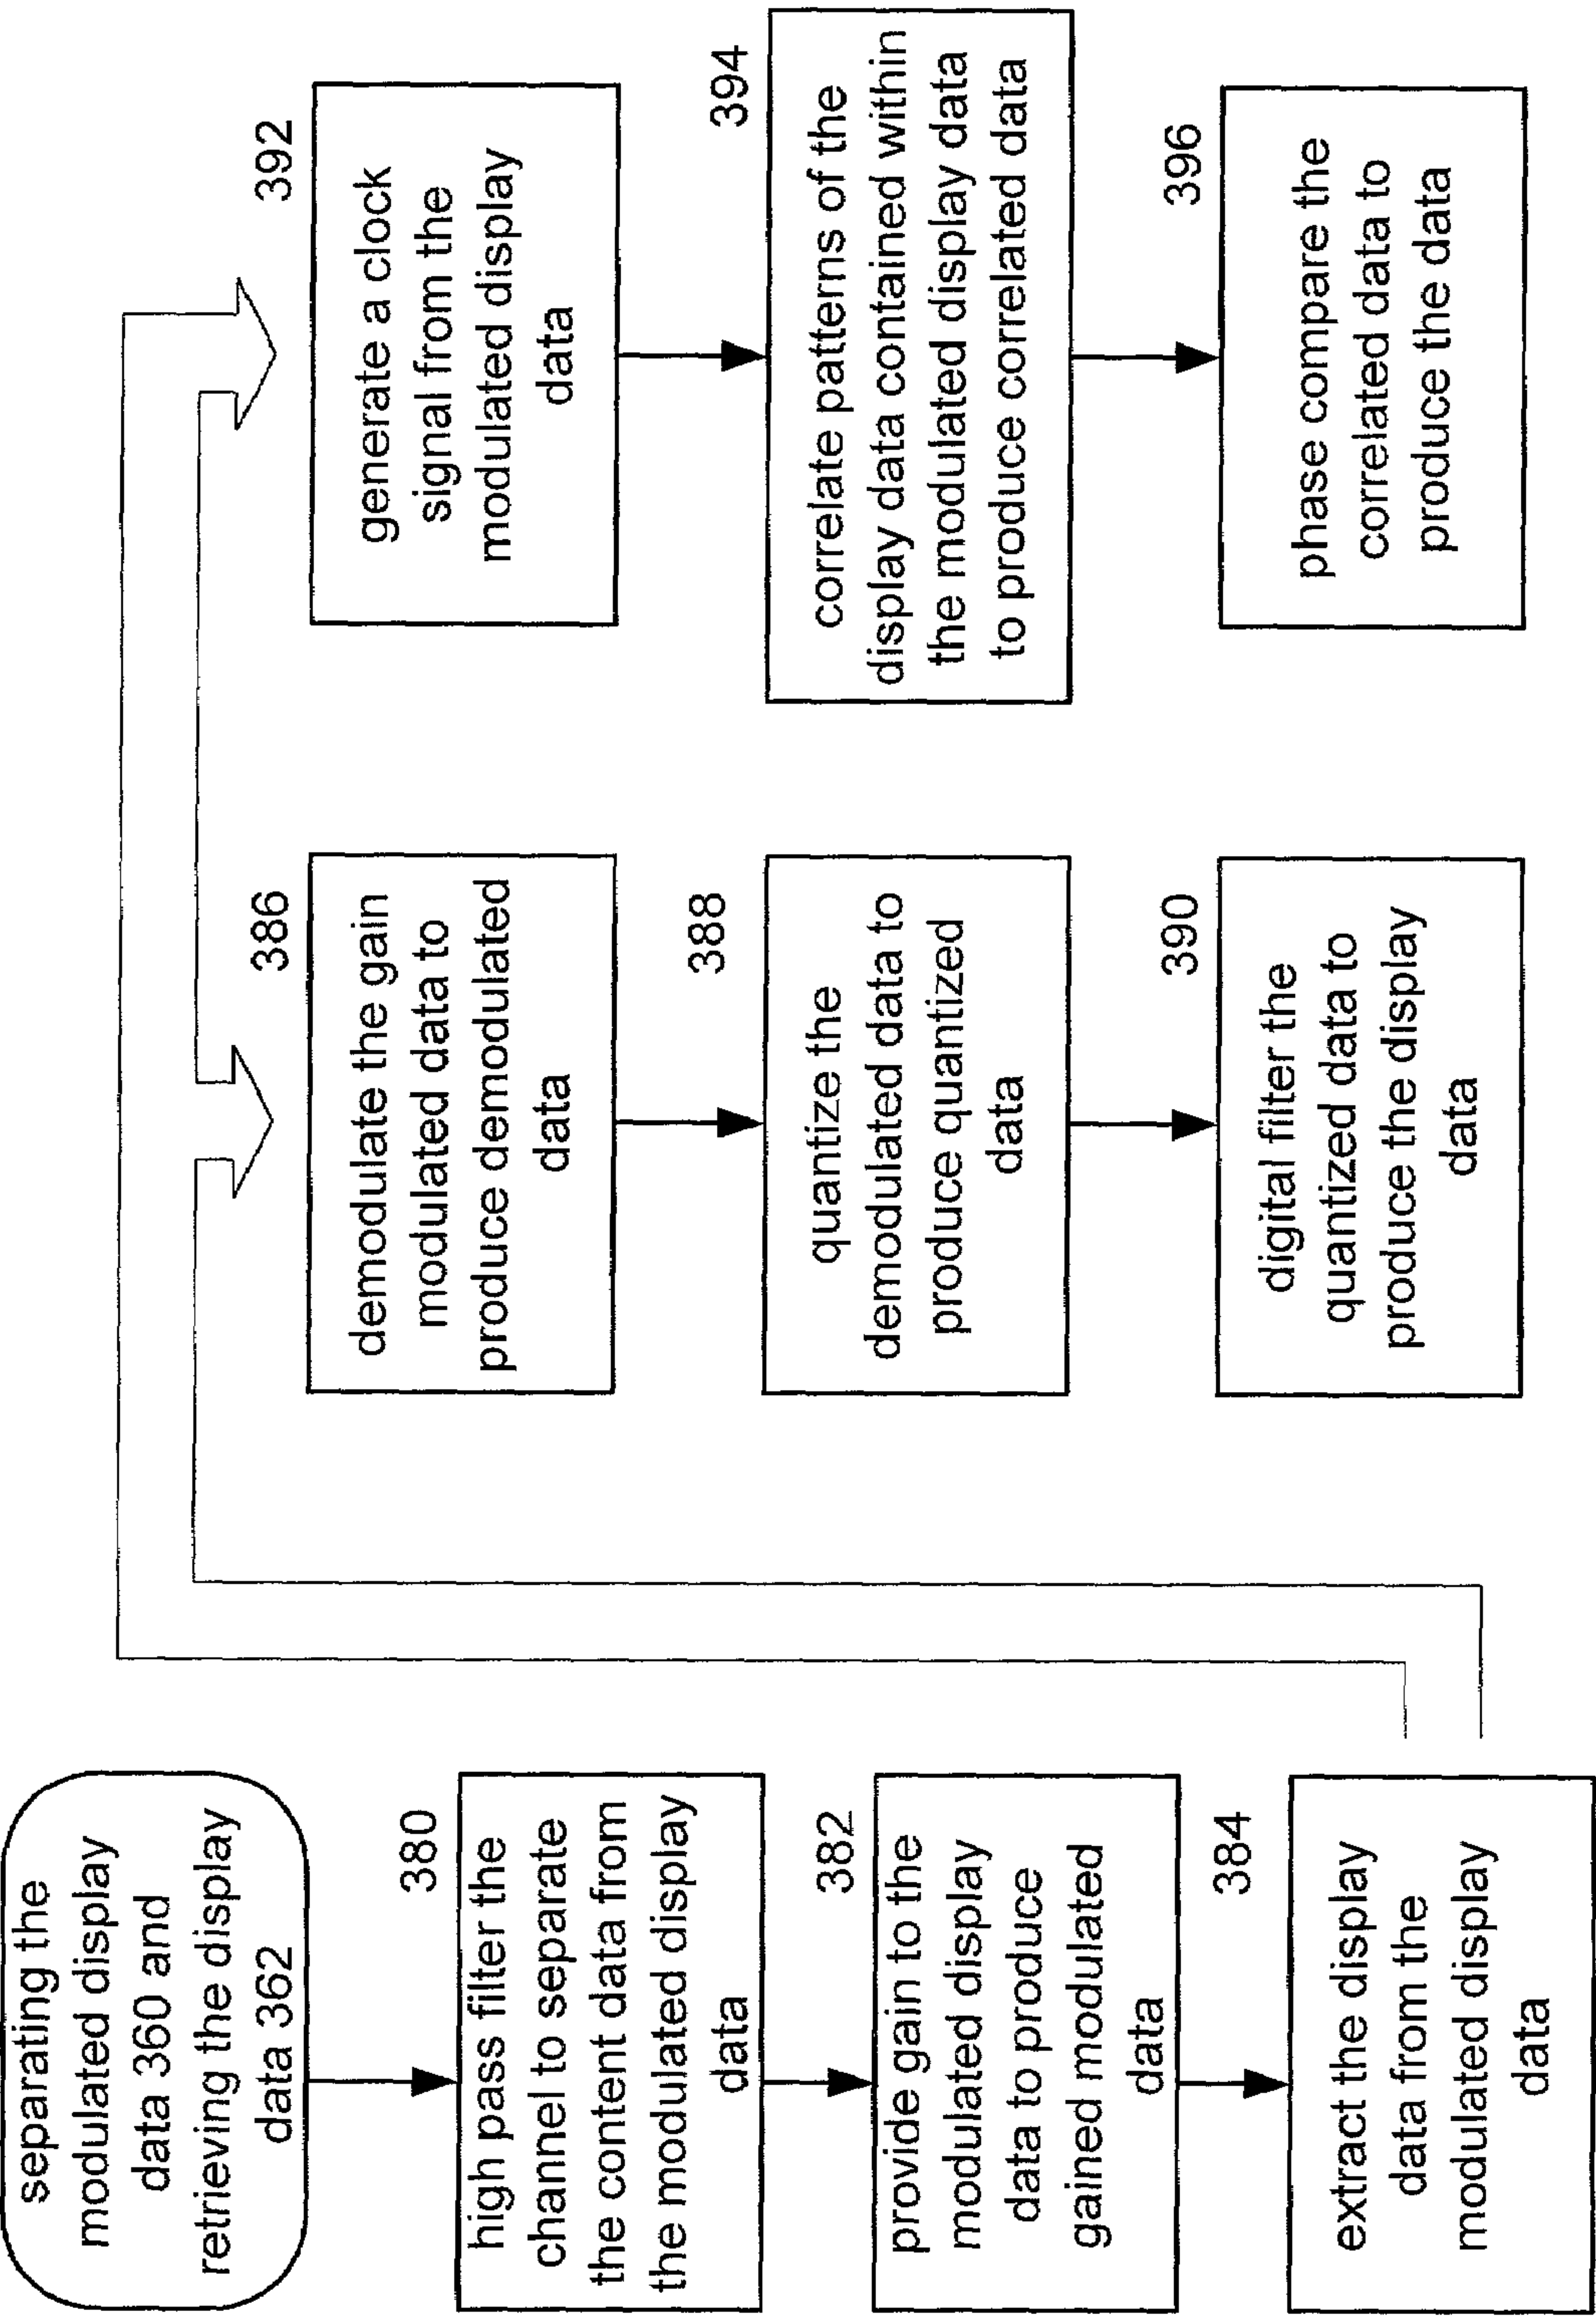 separating the
modulated display
data 360 and
retrieving the display
data 362
380
high pass filter the
channel to separate
the content data from
the modulated display
data
382
provide gain to the
modulated display
data to produce
gained modulated
data
384
extract the display
data from the
modulated display
data
386
demodulate the gain
modulated data to
produce demodulated
data
388
quantize the
demodulated data to
produce quantized
data
390
digital filter the
quantized data to
produce the display
data
392
generate a clock
signal from the
modulated display
data
394
correlate patterns of the
display data contained within
the modulated display data
to produce correlated data
396
phase compare the
correlated data to
produce the data